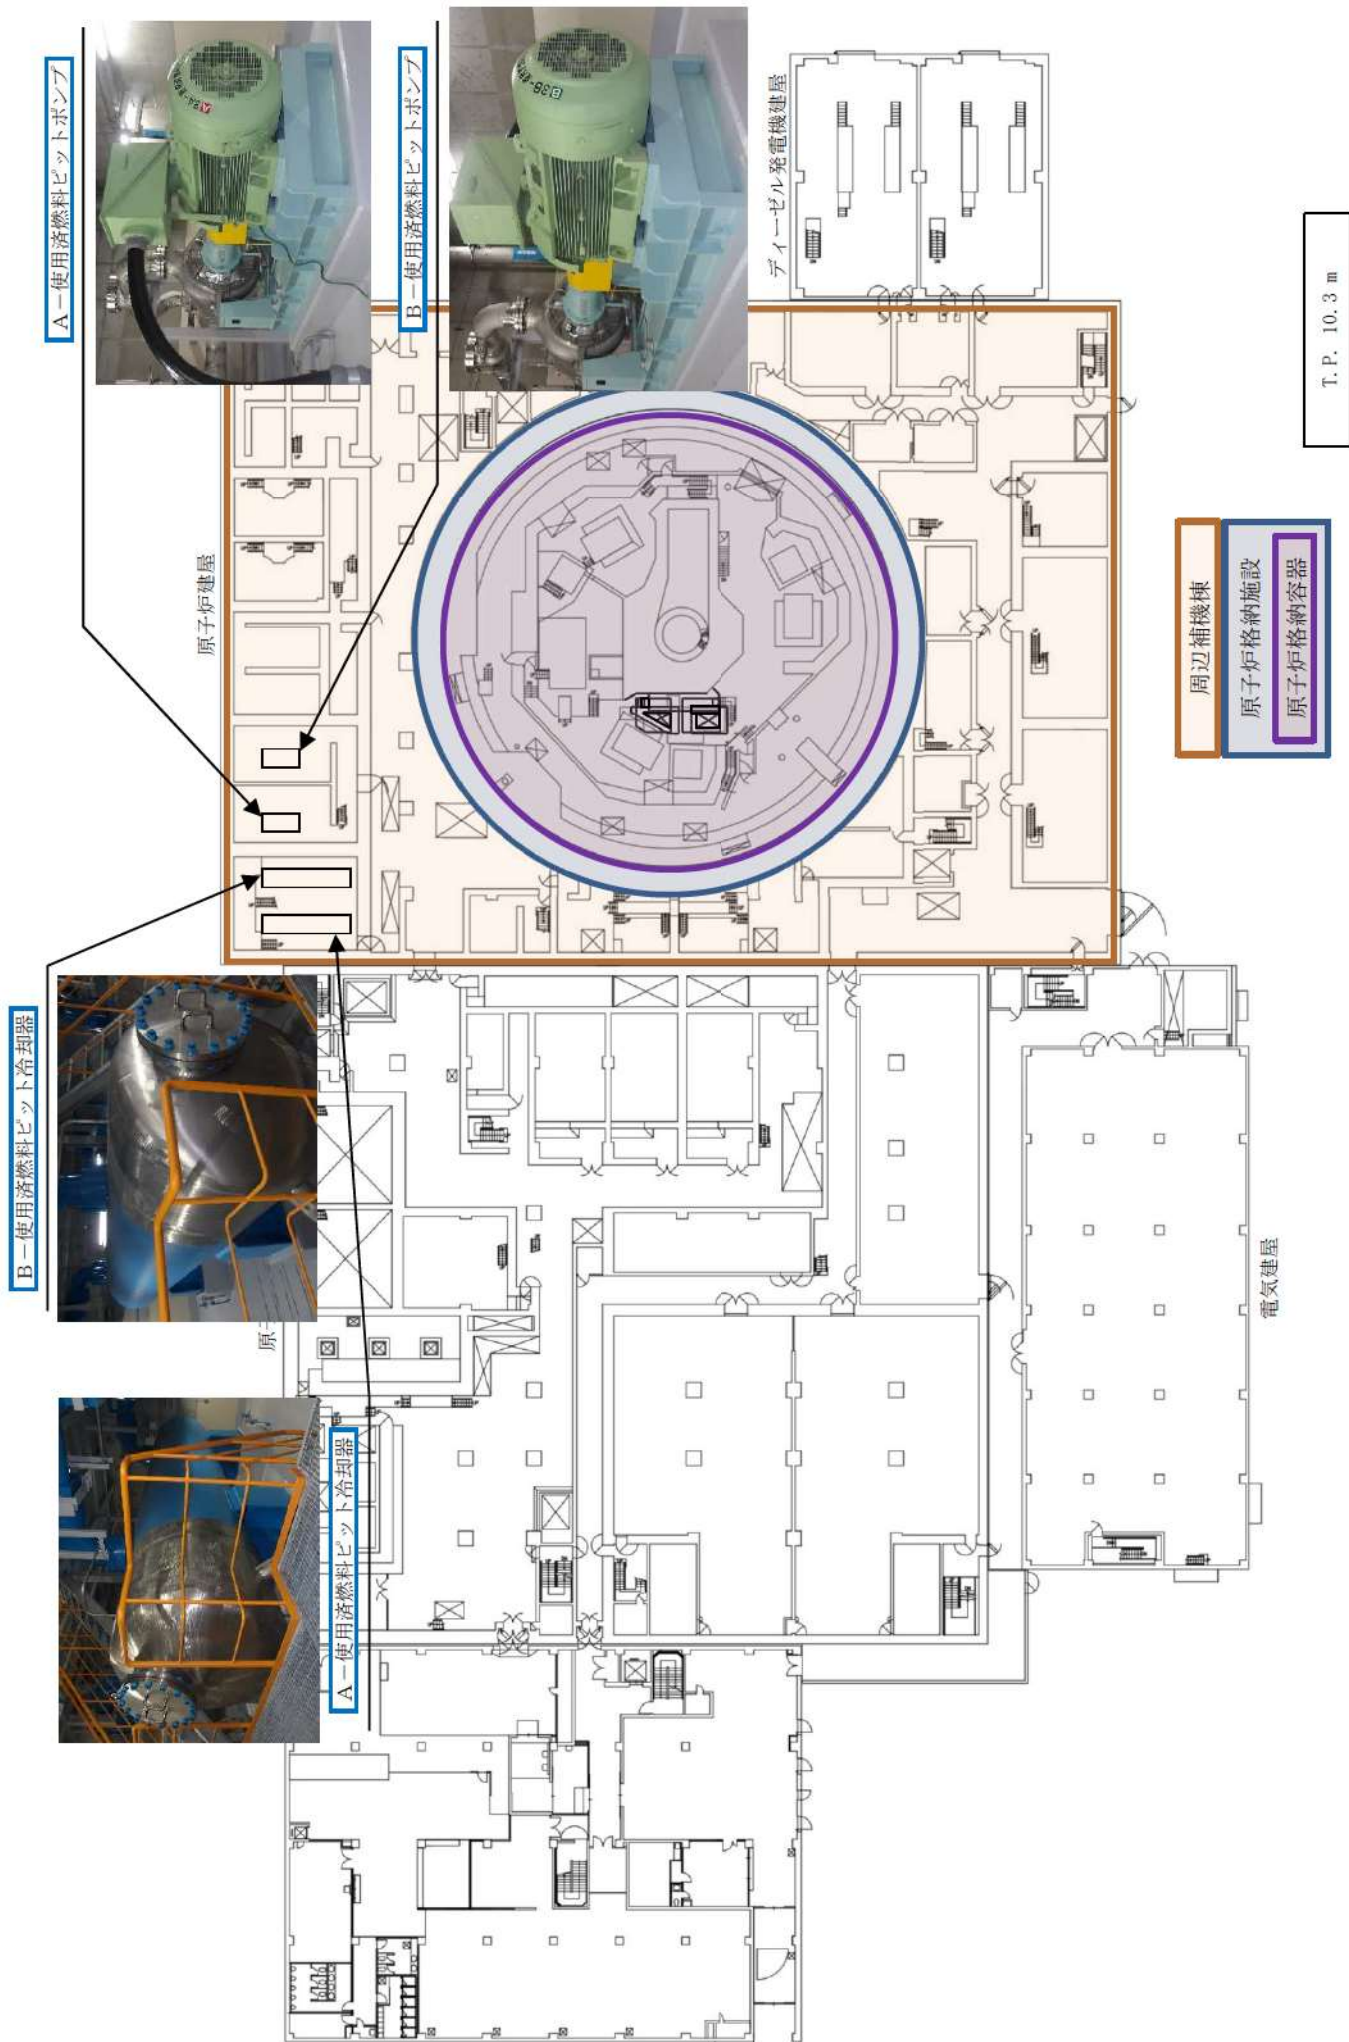 A－使用済燃料ピットポンプ
B－使用済燃料ピットポンプ
ディーゼル発電機建屋
原子炉建屋
B－使用済燃料ピット冷却器
A－使用済燃料ピット冷却器
電気建屋
周辺補機棟
原子炉格納施設
原子炉格納容器
T.P. 10.3 m